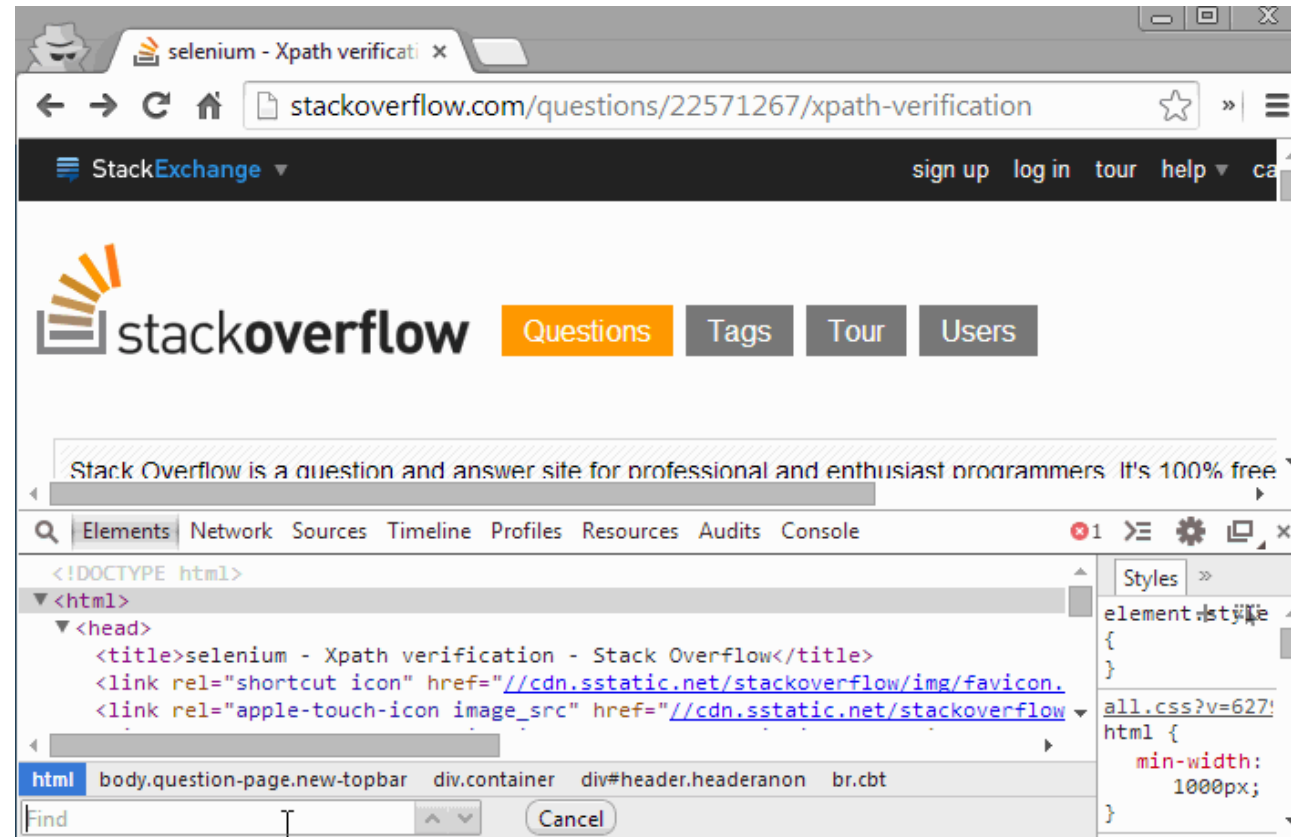 selenium - Xpath verificati
stackoverflow.com/questions/22571267/xpath-verification
»
StackExchange sign up log in tour help ca
stackoverflow Questions Tags Tour Users
Stack Overflow is a question and answer site for professional and enthusiast programmers. It's 100% free
Elements Network Sources Timeline Profiles Resources Audits Console 1
<!DOCTYPE html>
<html>
<head>
<title>selenium - Xpath verification - Stack Overflow</title>
<link rel="shortcut icon" href="//cdn.sstatic.net/stackoverflow/img/favicon.
<link rel="apple-touch-icon image_src" href="//cdn.sstatic.net/stackoverflow
html body.question-page.new-topbar div.container div#header.headeranon br.cbt
Find Cancel
Styles »
element.style
{
}
all.css?v=627
html {
min-width:
1000px;
}